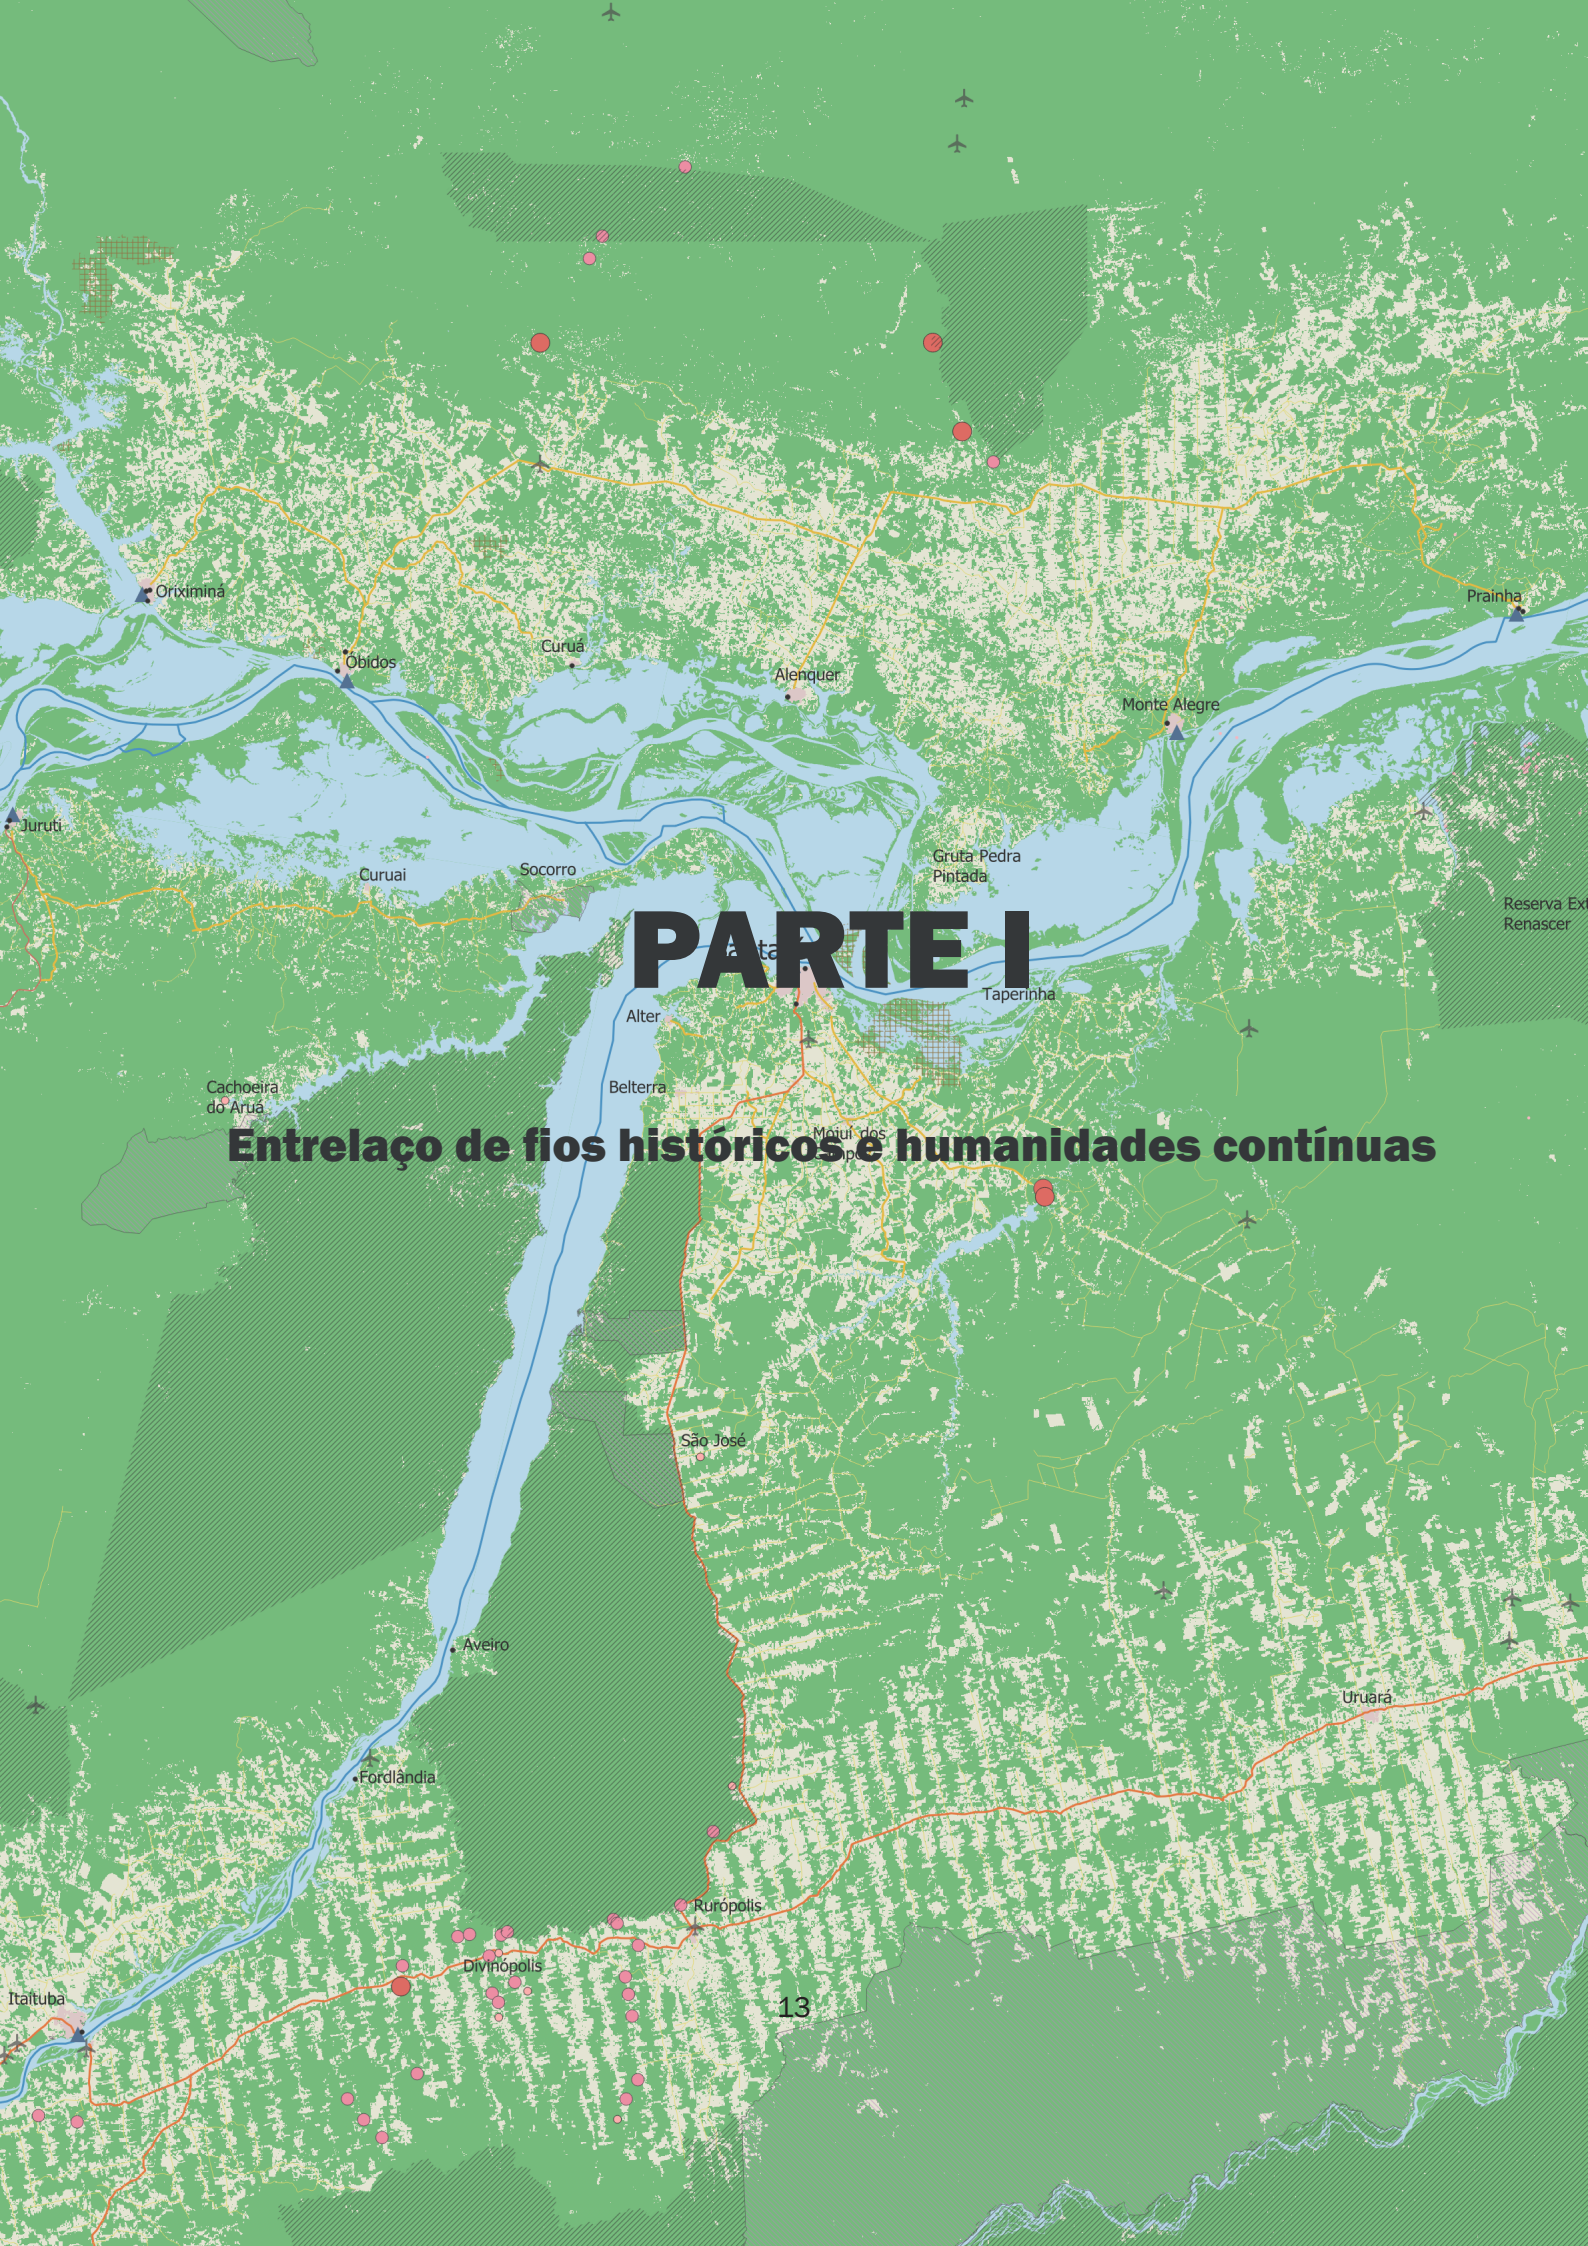 Oriximiná
Prainha
Curuá
Óbidos
Alenquer
Monte Alegre
Juruti
Gruta Pedra
Pintada
Socorro
Curuai
Reserva Ext
Renascer
PARTE I
Taperinha
Alter
Cachoeira
do Aruá
Belterra
Mojuí dos
Entrelaço de fios históricos e humanidades contínuas
São José
Aveiro
Uruará
Fordlândia
Rurópolis
Divinópolis
Itaituba
13